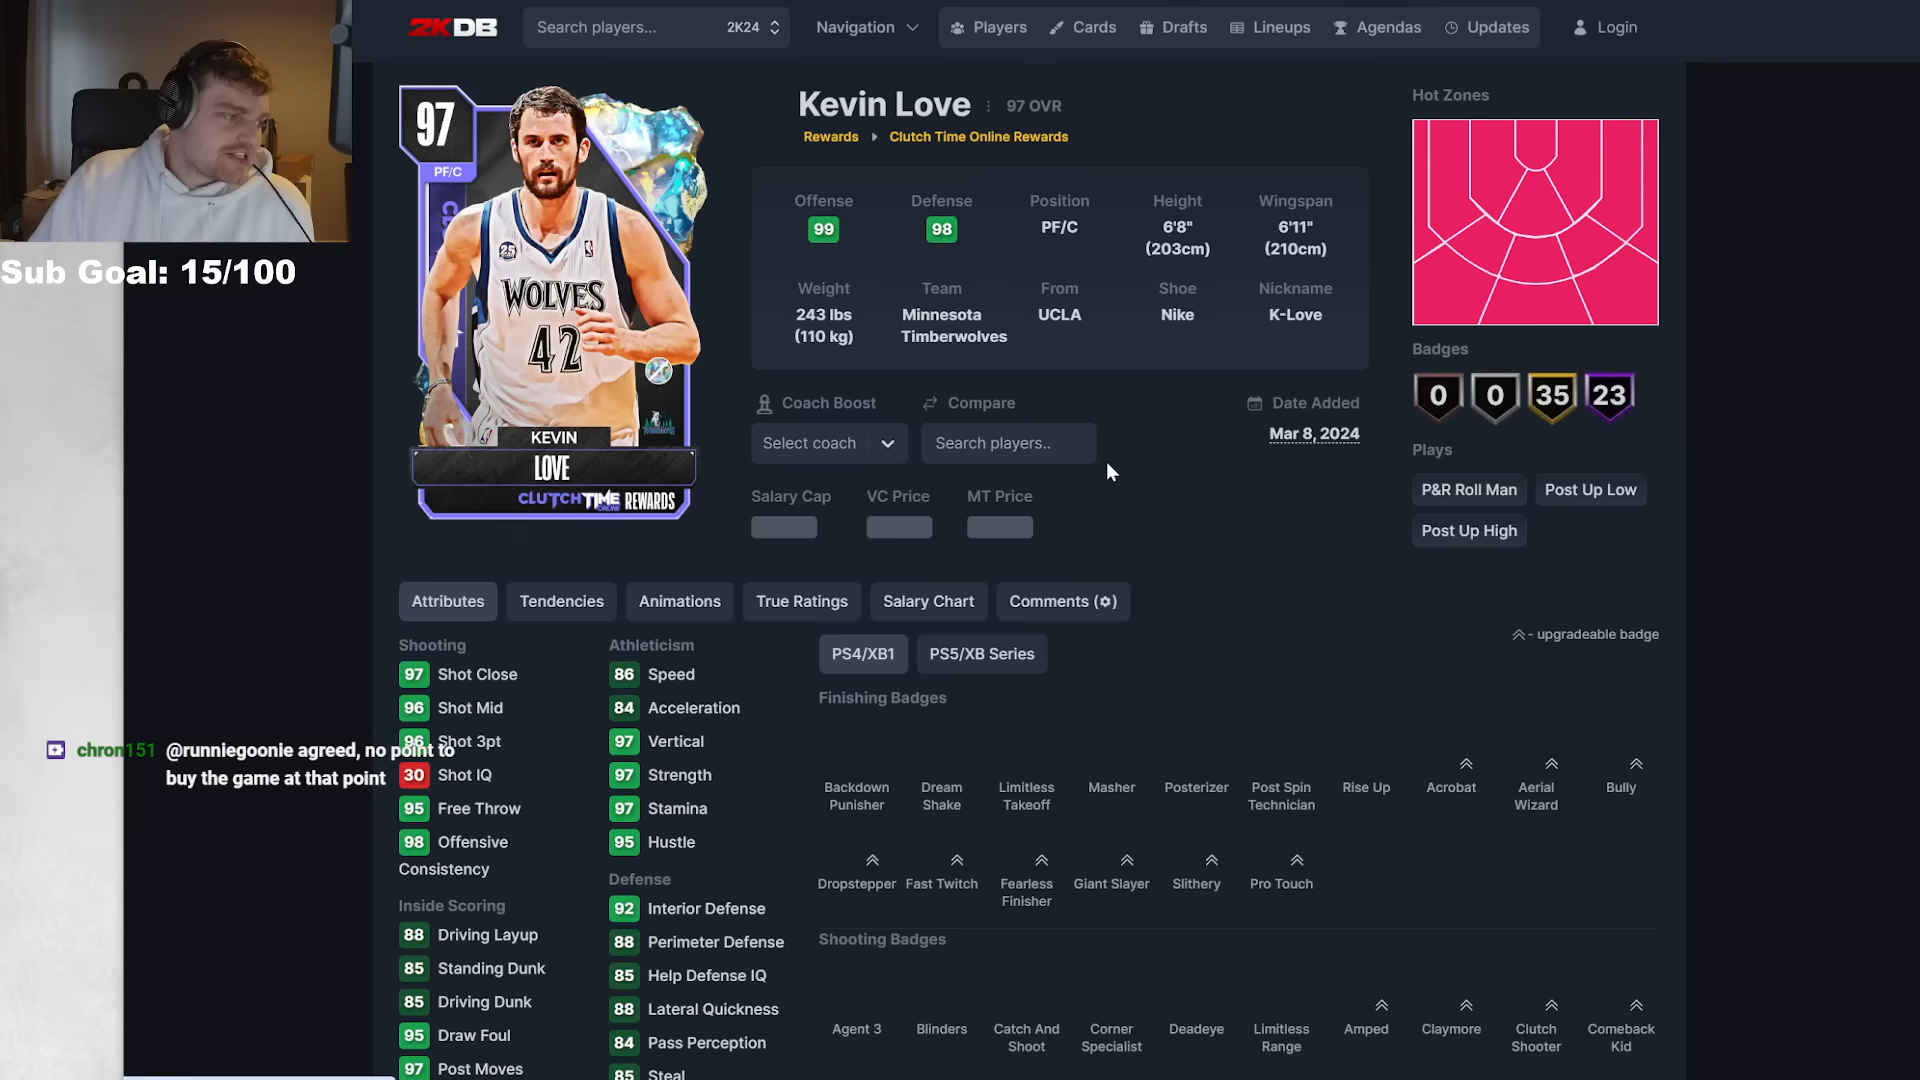 2KDB
Search players...
2K24
Navigation
Players
Cards
Drafts
Lineups
Agendas
Updates
Login
Sub Goal: 15/100
97
PF/C
25
WOLVES
42
KEVIN
LOVE
CLUTCH TIME ONLINE REWARDS
Kevin Love : 97 OVR
Rewards
Clutch Time Online Rewards
Offense
99
Defense
98
Position
PF/C
Height
6'8"
(203cm)
Wingspan
6'11"
(210cm)
Weight
243 lbs
(110 kg)
Team
Minnesota
Timberwolves
From
UCLA
Shoe
Nike
Nickname
K-Love
Coach Boost
Select coach
Compare
Search players..
Date Added
Mar 8, 2024
Salary Cap
VC Price
MT Price
Hot Zones
Badges
0
0
35
23
Plays
P&R Roll Man
Post Up Low
Post Up High
Attributes
Tendencies
Animations
True Ratings
Salary Chart
Comments
- upgradeable badge
Shooting
97 Shot Close
96 Shot Mid
96 Shot 3pt
30 Shot IQ
95 Free Throw
98 Offensive
Consistency
Inside Scoring
88 Driving Layup
85 Standing Dunk
85 Driving Dunk
95 Draw Foul
97 Post Moves
Athleticism
86 Speed
84 Acceleration
97 Vertical
97 Strength
97 Stamina
95 Hustle
Defense
92 Interior Defense
88 Perimeter Defense
85 Help Defense IQ
88 Lateral Quickness
84 Pass Perception
85 Steal
chron151 @runniegoonie agreed, no point to
buy the game at that point
PS4/XB1
PS5/XB Series
Finishing Badges
Backdown
Punisher
Dream
Shake
Limitless
Takeoff
Masher
Posterizer
Post Spin
Technician
Rise Up
Acrobat
Aerial
Wizard
Bully
Dropstepper
Fast Twitch
Fearless
Finisher
Giant Slayer
Slithery
Pro Touch
Shooting Badges
Agent 3
Blinders
Catch And
Shoot
Corner
Specialist
Deadeye
Limitless
Range
Amped
Claymore
Clutch
Shooter
Comeback
Kid